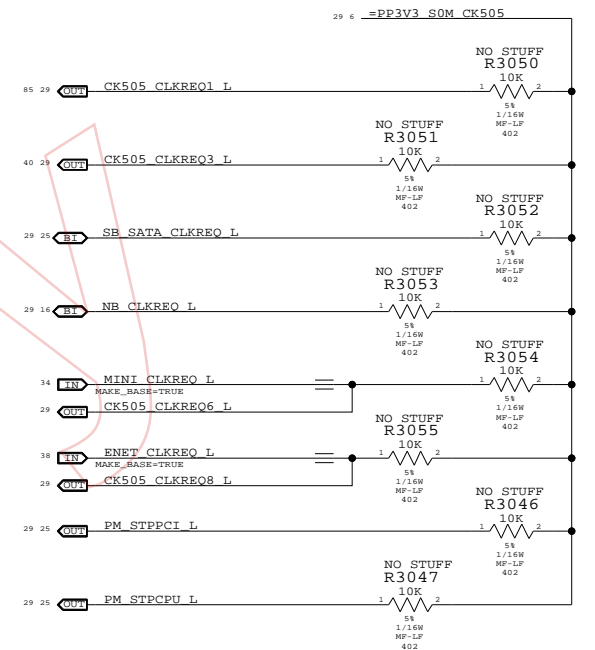 29 6 =PP3V3_S0M_CK505
NO STUFF
R3050
85 29 OUT CK505_CLKREQ1_L 1 10K 2
5%
1/16W
MF-LF
402
NO STUFF
R3051
40 29 OUT CK505_CLKREQ3_L 1 10K 2
5%
1/16W
MF-LF
402
NO STUFF
R3052
29 25 BI SB_SATA_CLKREQ_L 1 10K 2
5%
1/16W
MF-LF
402
NO STUFF
R3053
29 16 BI NB_CLKREQ_L 1 10K 2
5%
1/16W
MF-LF
402
NO STUFF
R3054
34 IN MINI_CLKREQ_L 1 10K 2
MAKE_BASE=TRUE
5%
1/16W
MF-LF
402
29 OUT CK505_CLKREQ6_L
NO STUFF
R3055
38 IN ENET_CLKREQ_L 1 10K 2
MAKE_BASE=TRUE
5%
1/16W
MF-LF
402
29 OUT CK505_CLKREQ8_L
NO STUFF
R3046
29 25 OUT PM_STPPCI_L 1 10K 2
5%
1/16W
MF-LF
402
NO STUFF
R3047
29 25 OUT PM_STPCPU_L 1 10K 2
5%
1/16W
MF-LF
402